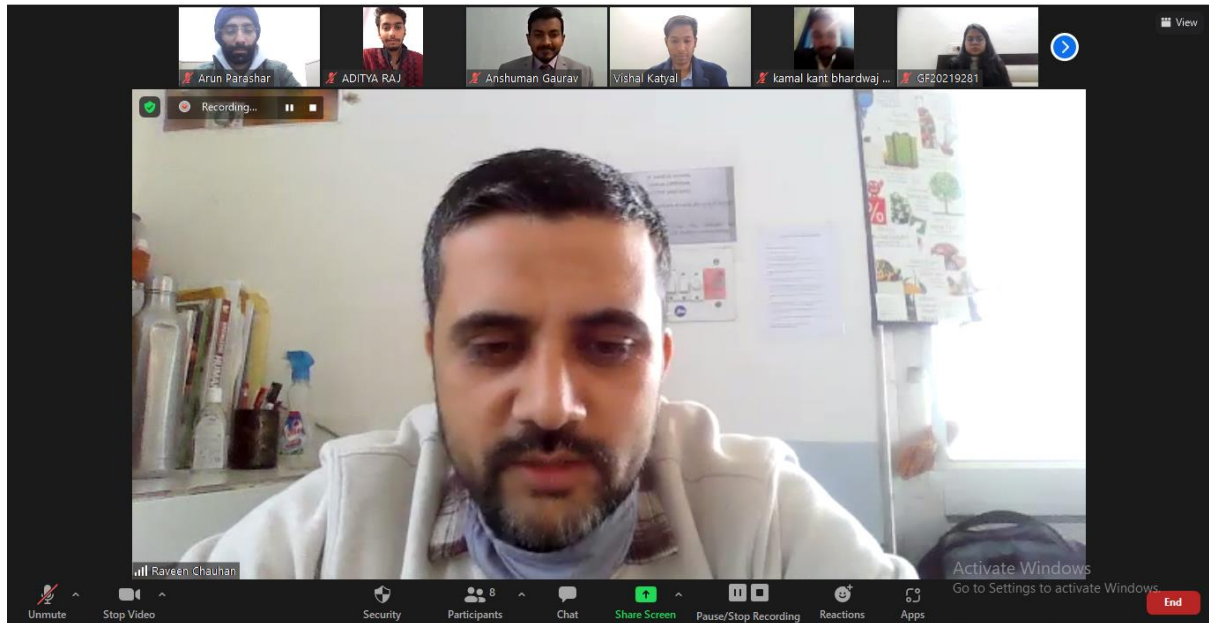 View
Arun Parashar
ADITYA RAJ
Anshuman Gaurav
Vishal Katyal
kamal kant bhardwaj ...
GF20219281
Recording...
%
Raveen Chauhan
Activate Windows
Go to Settings to activate Windows.
Unmute
Stop Video
Security
Participants
8
Chat
Share Screen
Pause/Stop Recording
Reactions
Apps
End